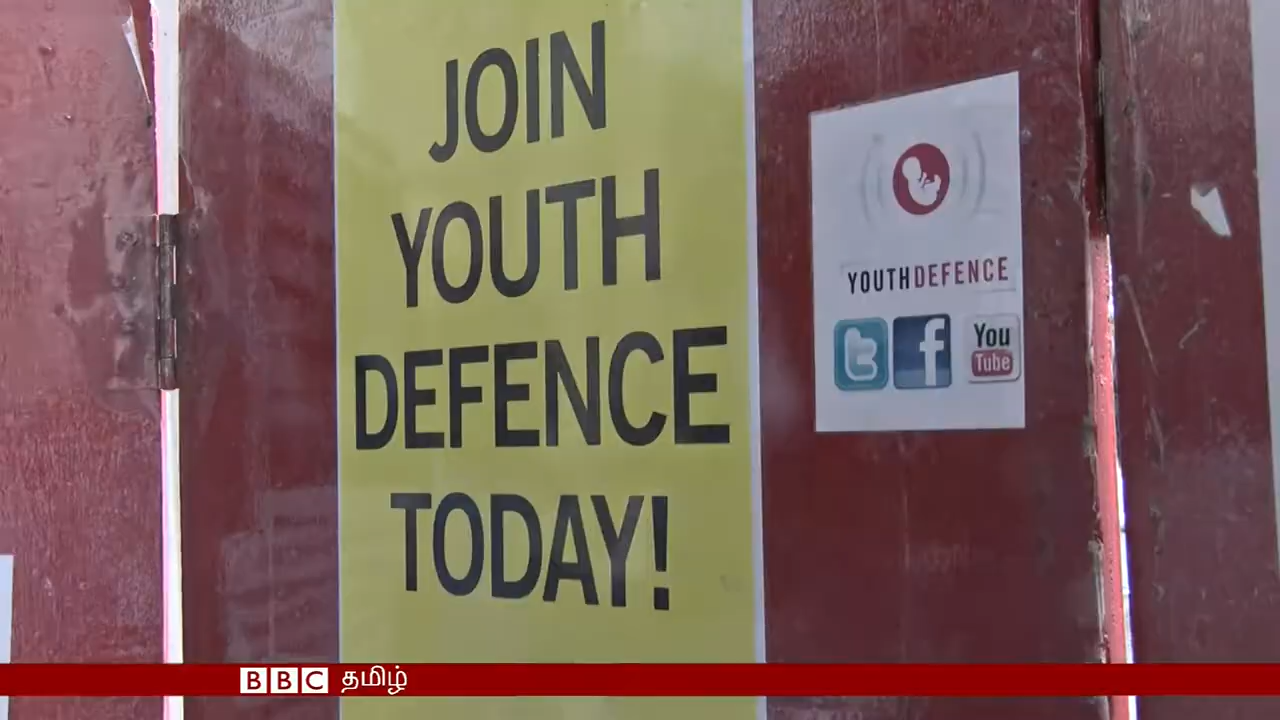 JOIN
YOUTH
DEFENCE
TODAY!
YOUTHDEFENCE
t f You
Tube
BBC தமிழ்